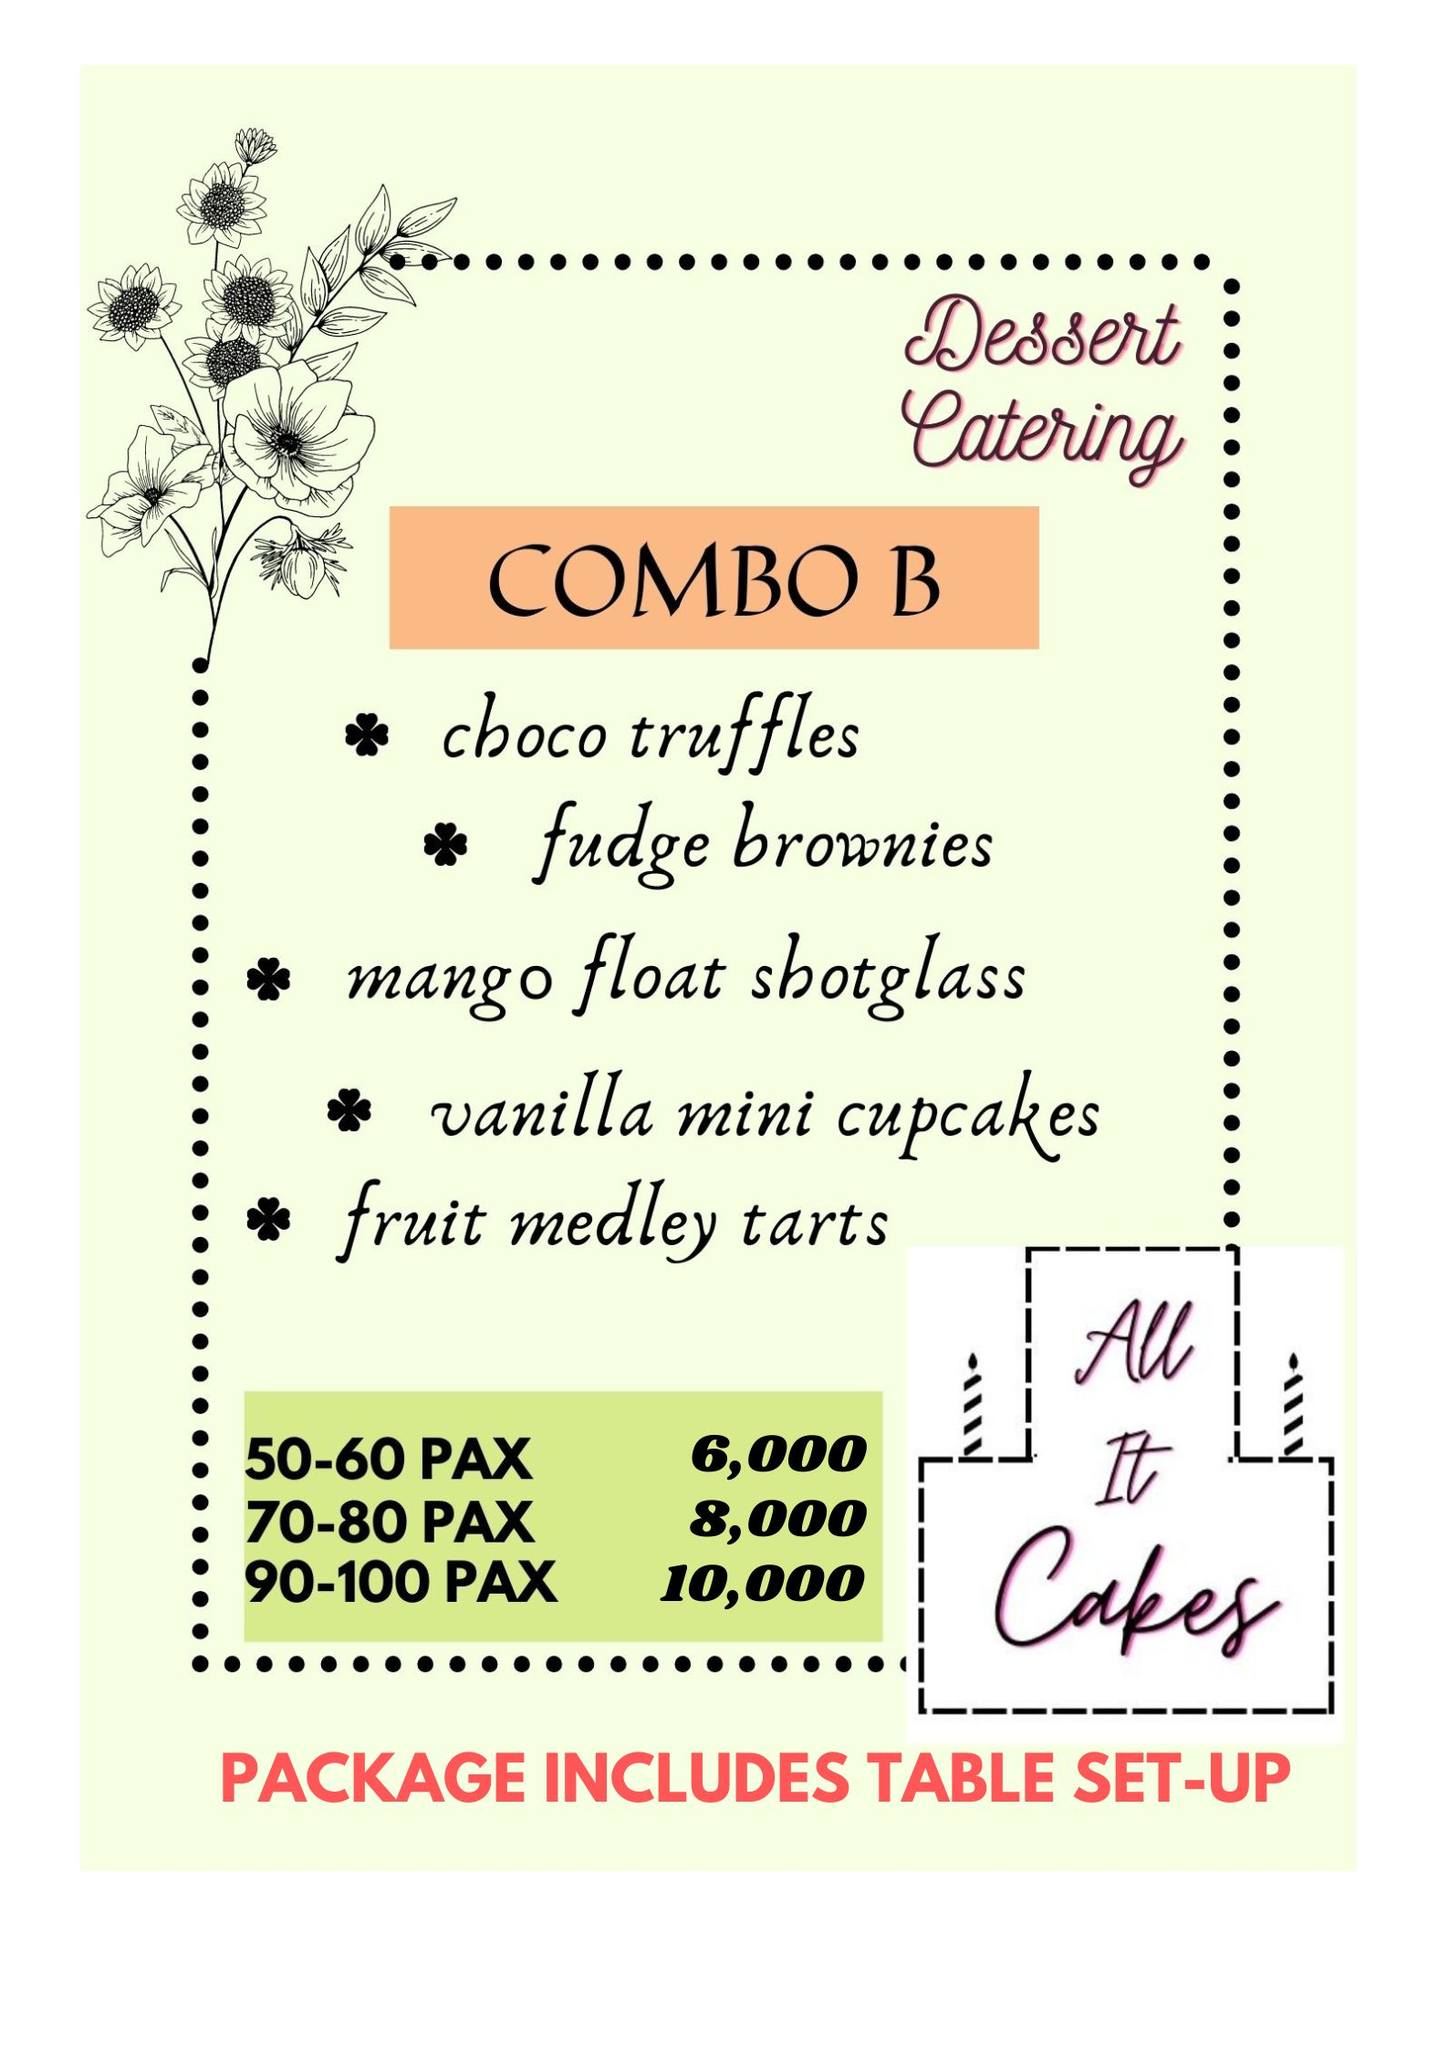 Dessert
Catering
COMBO B
choco truffles
fudge brownies
mango float shotglass
vanilla mini cupcakes
fruit medley tarts
50-60 PAX 6,000
70-80 PAX 8,000
90-100 PAX 10,000
All
It
Cakes
PACKAGE INCLUDES TABLE SET-UP